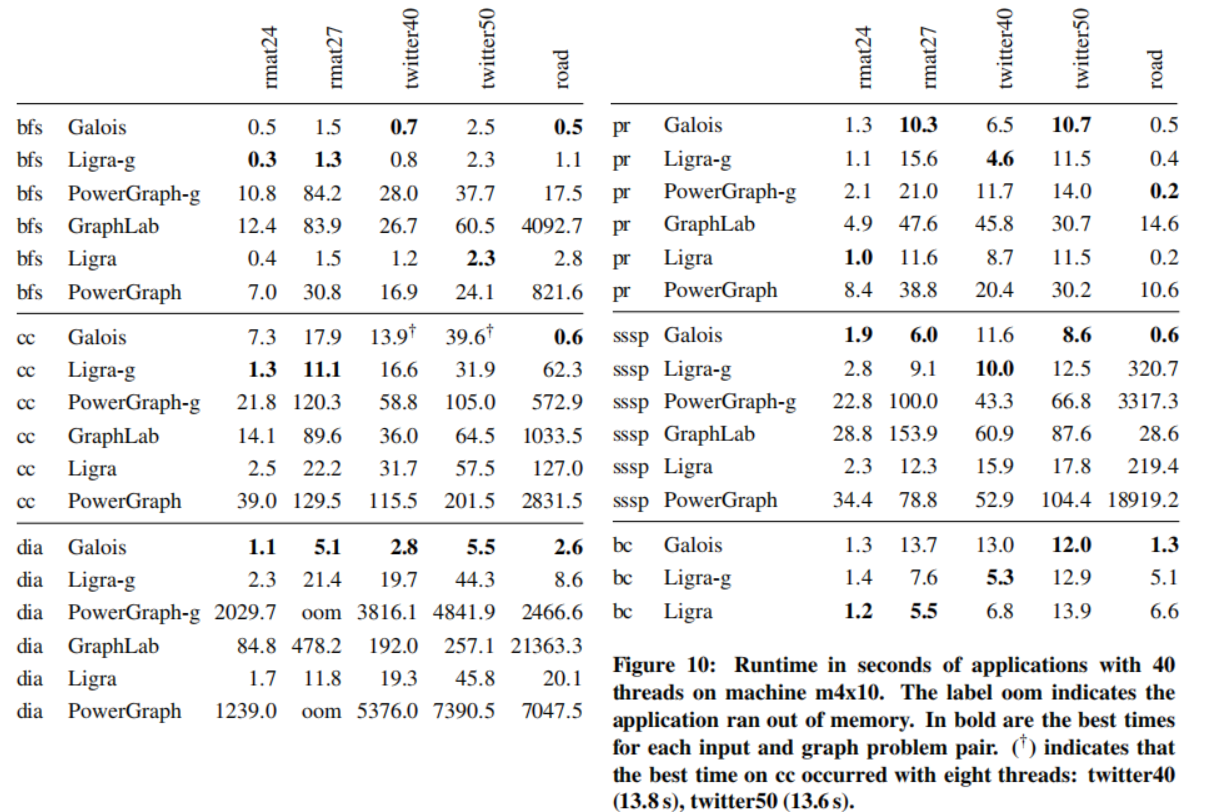 rmat24 rmat27 twitter40 twitter50 road
bfs Galois 0.5 1.5 0.7 2.5 0.5
bfs Ligra-g 0.3 1.3 0.8 2.3 1.1
bfs PowerGraph-g 10.8 84.2 28.0 37.7 17.5
bfs GraphLab 12.4 83.9 26.7 60.5 4092.7
bfs Ligra 0.4 1.5 1.2 2.3 2.8
bfs PowerGraph 7.0 30.8 16.9 24.1 821.6
cc Galois 7.3 17.9 13.9† 39.6† 0.6
cc Ligra-g 1.3 11.1 16.6 31.9 62.3
cc PowerGraph-g 21.8 120.3 58.8 105.0 572.9
cc GraphLab 14.1 89.6 36.0 64.5 1033.5
cc Ligra 2.5 22.2 31.7 57.5 127.0
cc PowerGraph 39.0 129.5 115.5 201.5 2831.5
dia Galois 1.1 5.1 2.8 5.5 2.6
dia Ligra-g 2.3 21.4 19.7 44.3 8.6
dia PowerGraph-g 2029.7 oom 3816.1 4841.9 2466.6
dia GraphLab 84.8 478.2 192.0 257.1 21363.3
dia Ligra 1.7 11.8 19.3 45.8 20.1
dia PowerGraph 1239.0 oom 5376.0 7390.5 7047.5
rmat24 rmat27 twitter40 twitter50 road
pr Galois 1.3 10.3 6.5 10.7 0.5
pr Ligra-g 1.1 15.6 4.6 11.5 0.4
pr PowerGraph-g 2.1 21.0 11.7 14.0 0.2
pr GraphLab 4.9 47.6 45.8 30.7 14.6
pr Ligra 1.0 11.6 8.7 11.5 0.2
pr PowerGraph 8.4 38.8 20.4 30.2 10.6
sssp Galois 1.9 6.0 11.6 8.6 0.6
sssp Ligra-g 2.8 9.1 10.0 12.5 320.7
sssp PowerGraph-g 22.8 100.0 43.3 66.8 3317.3
sssp GraphLab 28.8 153.9 60.9 87.6 28.6
sssp Ligra 2.3 12.3 15.9 17.8 219.4
sssp PowerGraph 34.4 78.8 52.9 104.4 18919.2
bc Galois 1.3 13.7 13.0 12.0 1.3
bc Ligra-g 1.4 7.6 5.3 12.9 5.1
bc Ligra 1.2 5.5 6.8 13.9 6.6
Figure 10: Runtime in seconds of applications with 40
threads on machine m4x10. The label oom indicates the
application ran out of memory. In bold are the best times
for each input and graph problem pair. (†) indicates that
the best time on cc occurred with eight threads: twitter40
(13.8 s), twitter50 (13.6 s).